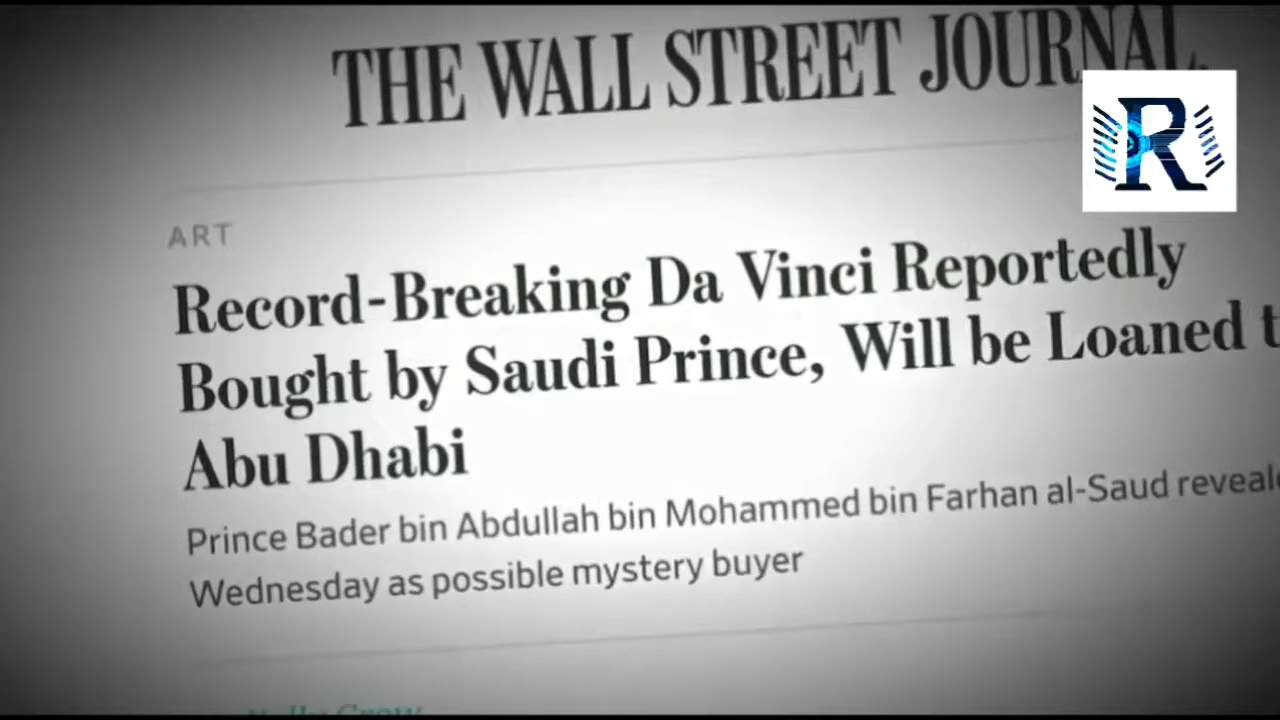 THE WALL STREET JOURNAL.
R
ART
Record-Breaking Da Vinci Reportedly
Bought by Saudi Prince, Will be Loaned t
Abu Dhabi
Prince Bader bin Abdullah bin Mohammed bin Farhan al-Saud reveale
Wednesday as possible mystery buyer